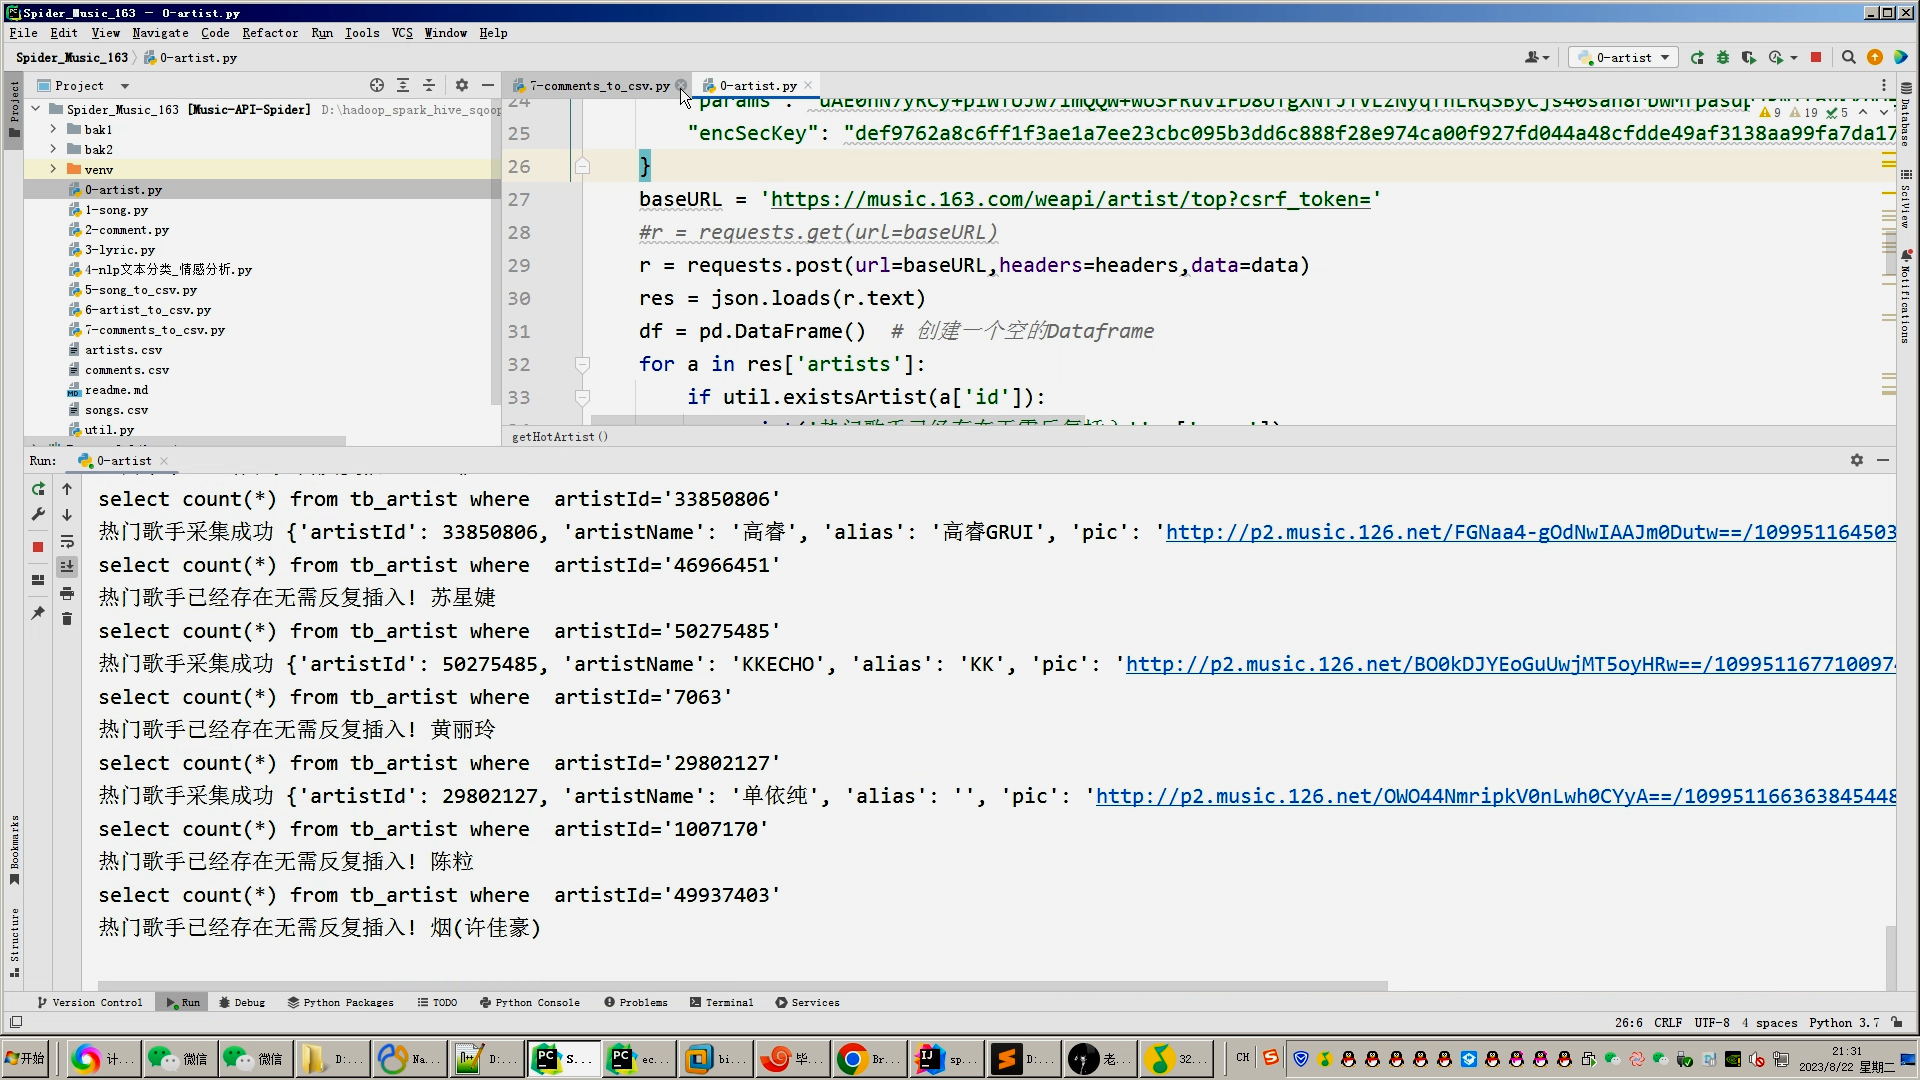 Spider_Music_163 – 0-artist.py
File Edit View Navigate Code Refactor Run Tools VCS Window Help
Spider_Music_163 0-artist.py
0-artist
Project
7-comments_to_csv.py
0-artist.py
Spider_Music_163 [Music-API-Spider] D:\hadoop_spark_hive_sqoop
bak1
bak2
venv
0-artist.py
1-song.py
2-comment.py
3-lyric.py
4-nlp文本分类_情感分析.py
5-song_to_csv.py
6-artist_to_csv.py
7-comments_to_csv.py
artists.csv
comments.csv
readme.md
songs.csv
util.py
9 19 5
25 "encSecKey": "def9762a8c6ff1f3ae1a7ee23cbc095b3dd6c888f28e974ca00f927fd044a48cfdde49af3138aa99fa7da17
26 }
27 baseURL = 'https://music.163.com/weapi/artist/top?csrf_token='
28 #r = requests.get(url=baseURL)
29 r = requests.post(url=baseURL,headers=headers,data=data)
30 res = json.loads(r.text)
31 df = pd.DataFrame()  # 创建一个空的Dataframe
32 for a in res['artists']:
33 if util.existsArtist(a['id']):
getHotArtist()
Project
Bookmarks
Structure
Database
SciView
Notifications
Run: 0-artist
select count(*) from tb_artist where  artistId='33850806'
热门歌手采集成功 {'artistId': 33850806, 'artistName': '高睿', 'alias': '高睿GRUI', 'pic': 'http://p2.music.126.net/FGNaa4-gOdNwIAAJm0Dutw==/109951164503
select count(*) from tb_artist where  artistId='46966451'
热门歌手已经存在无需反复插入! 苏星婕
select count(*) from tb_artist where  artistId='50275485'
热门歌手采集成功 {'artistId': 50275485, 'artistName': 'KKECHO', 'alias': 'KK', 'pic': 'http://p2.music.126.net/BO0kDJYEoGuUwjMT5oyHRw==/109951167710097
select count(*) from tb_artist where  artistId='7063'
热门歌手已经存在无需反复插入! 黄丽玲
select count(*) from tb_artist where  artistId='29802127'
热门歌手采集成功 {'artistId': 29802127, 'artistName': '单依纯', 'alias': '', 'pic': 'http://p2.music.126.net/OWO44NmripkV0nLwh0CYyA==/109951166363845448
select count(*) from tb_artist where  artistId='1007170'
热门歌手已经存在无需反复插入! 陈粒
select count(*) from tb_artist where  artistId='49937403'
热门歌手已经存在无需反复插入! 烟(许佳豪)
Version Control Run Debug Python Packages TODO Python Console Problems Terminal Services
26:6 CRLF UTF-8 4 spaces Python 3.7
开始 计... 微信 微信 D:... Na... D:... S... ec... bi... 毕... Br... sp... D:... 老... 32... CH
21:31
2023/8/22 星期二